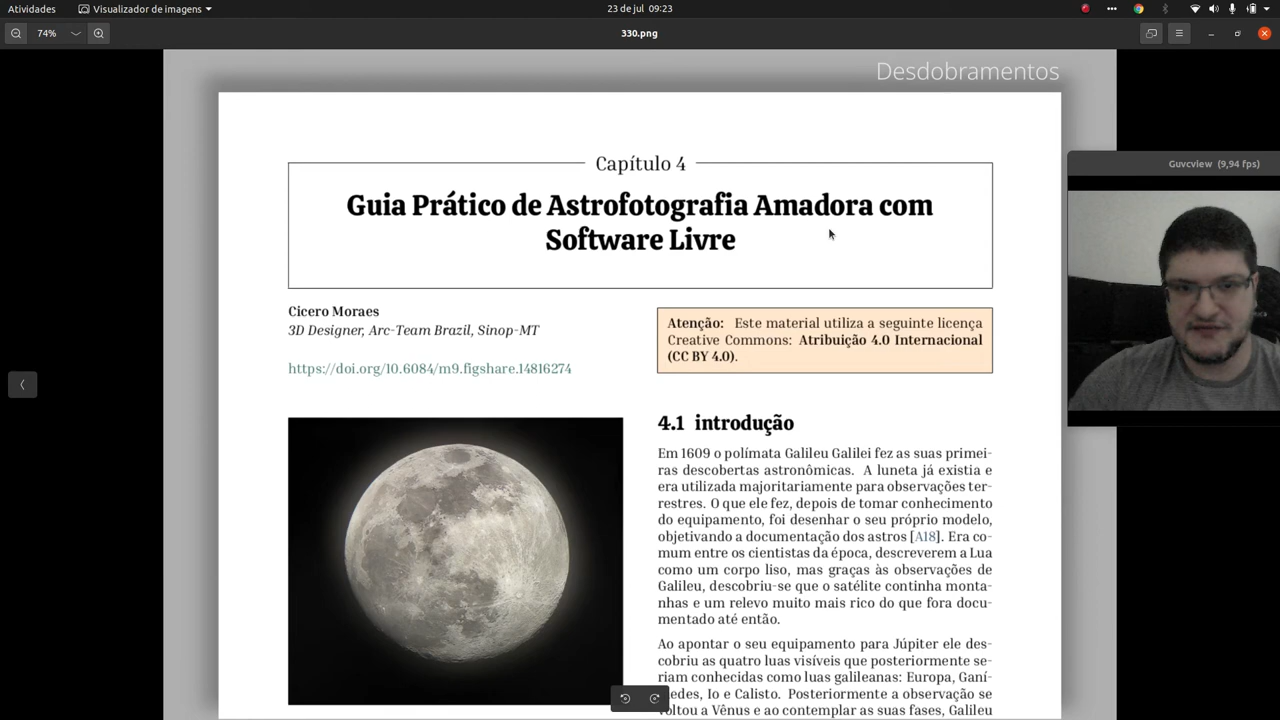 Atividades
Visualizador de imagens
23 de jul 09:23
74%
330.png
Desdobramentos
Guvcview (9,94 fps)
Capítulo 4
Guia Prático de Astrofotografia Amadora com
Software Livre
Cicero Moraes
3D Designer, Arc-Team Brazil, Sinop-MT
https://doi.org/10.6084/m9.figshare.14816274
Atenção: Este material utiliza a seguinte licença
Creative Commons: Atribuição 4.0 Internacional
(CC BY 4.0).
4.1 introdução
Em 1609 o polímata Galileu Galilei fez as suas primei-
ras descobertas astronômicas. A luneta já existia e
era utilizada majoritariamente para observações ter-
restres. O que ele fez, depois de tomar conhecimento
do equipamento, foi desenhar o seu próprio modelo,
objetivando a documentação dos astros [A18]. Era co-
mum entre os cientistas da época, descreverem a Lua
como um corpo liso, mas graças às observações de
Galileu, descobriu-se que o satélite continha monta-
nhas e um relevo muito mais rico do que fora docu-
mentado até então.
Ao apontar o seu equipamento para Júpiter ele des-
cobriu as quatro luas visíveis que posteriormente se-
riam conhecidas como luas galileanas: Europa, Ganí-
medes, Io e Calisto. Posteriormente a observação se
voltou a Vênus e ao contemplar as suas fases, Galileu